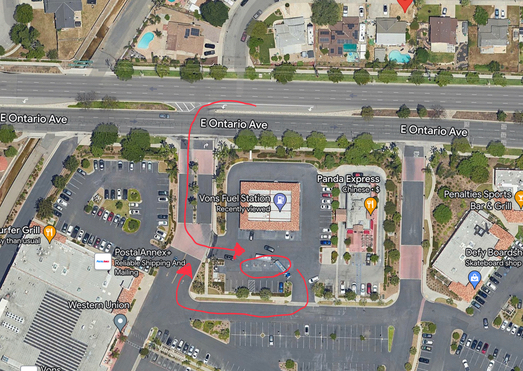 E Ontario Ave
E Ontario Ave
E Ontario Ave
Panda Express
Chinese • $
Vons Fuel Station
Recently viewed
Penalties Sports
Bar & Grill
urfer Grill
y than usual
PostalAnnex+
Reliable Shipping And
Mailing
Defy Boardsh
Skateboard shop
Western Union
Vons